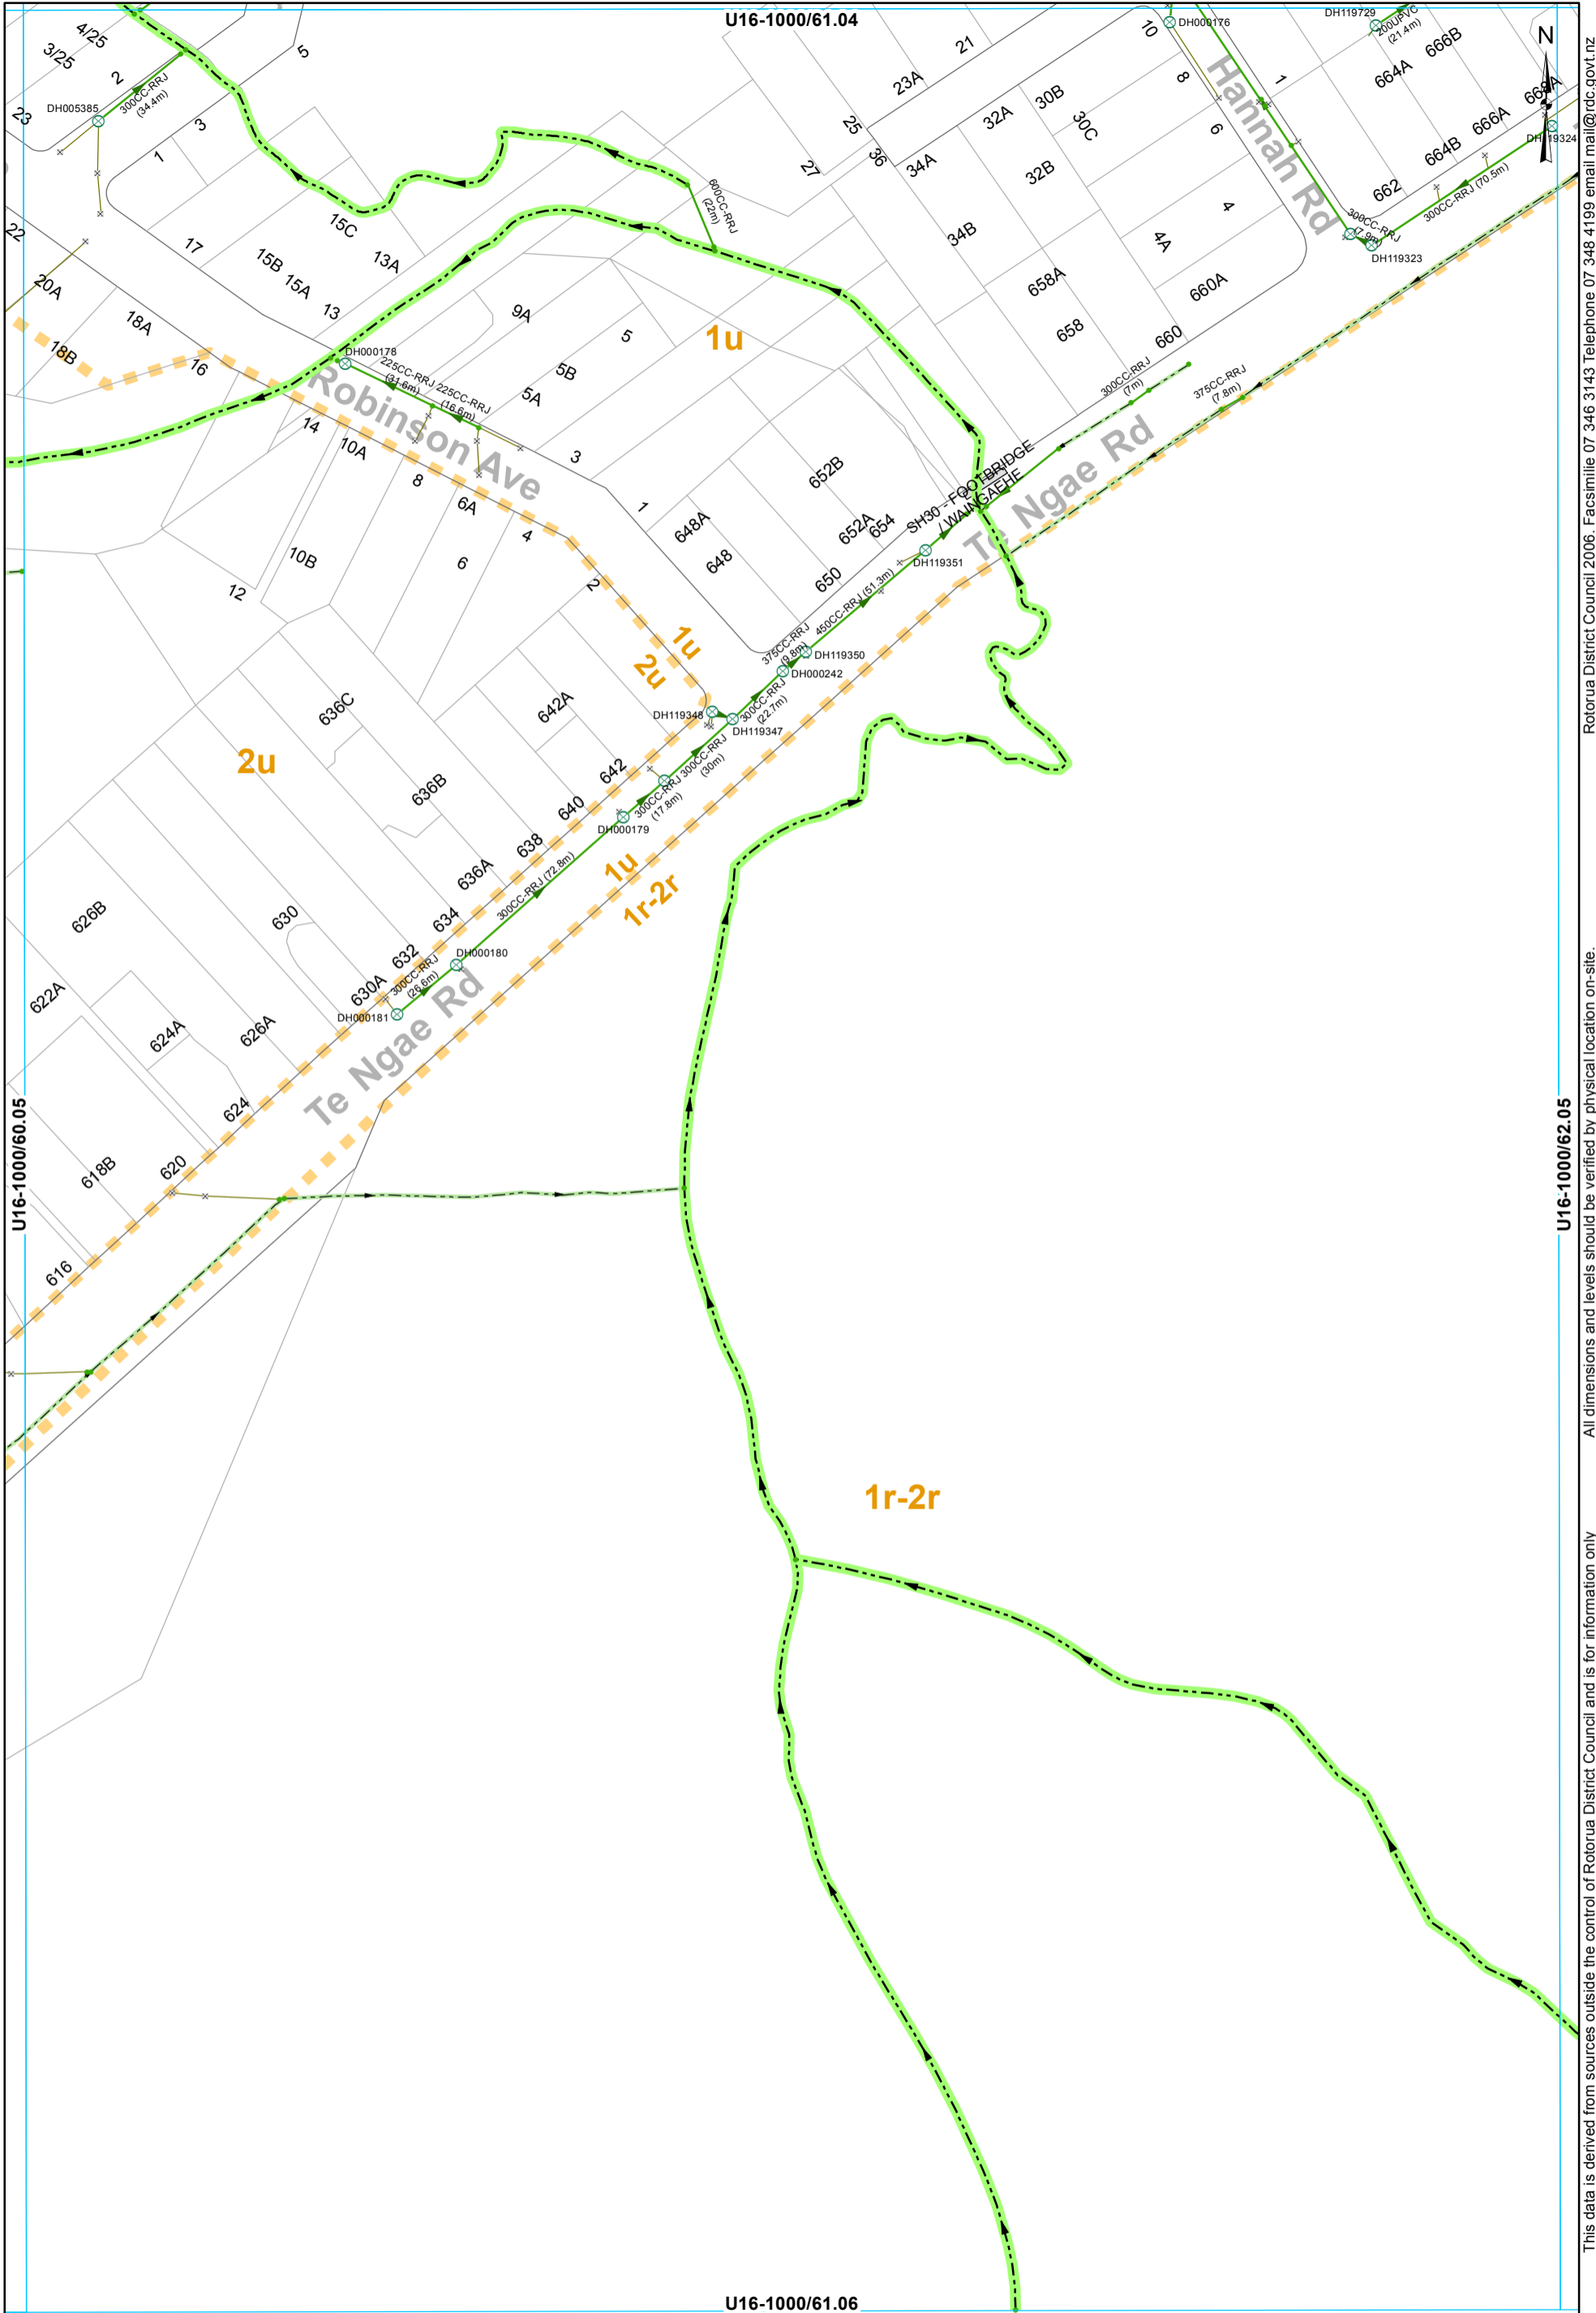 U16-1000/61.04
DH000176
DH119729
200UPVC
(21.4m)
N
4/25
3/25
2
5
23
DH005385
300CC-RRJ
(34.4m)
3
1
21
23A
25
27
36
10
8
6
4
4A
30B
30C
32A
32B
34A
34B
Hannah Rd
1
666B
664A
668A
666A
664B
662
DH119324
300CC-RRJ (70.5m)
300CC-RRJ
(7.9m)
DH119323
22
20A
18A
18B
16
17
15C
15B
15A
13A
13
600CC-RRJ
(22m)
9A
5
5B
5A
3
1
1u
658A
658
660A
660
300CC-RRJ
(7m)
375CC-RRJ
(7.8m)
DH000178
225CC-RRJ
(31.6m)
225CC-RRJ
(16.6m)
Robinson Ave
14
10A
8
6A
4
6
2
10B
12
652B
652A
654
648A
648
650
SH30 - FOOTBRIDGE
/ WAINGAEHE
Te Ngae Rd
DH119351
450CC-RRJ (51.3m)
375CC-RRJ
(9.8m)
DH119350
DH000242
1u
2u
DH119348
DH119347
300CC-RRJ
(22.7m)
300CC-RRJ
(30m)
300CC-RRJ
(17.8m)
DH000179
2u
636C
636B
642A
642
640
638
636A
634
632
630A
630
300CC-RRJ (72.8m)
1u
1r-2r
DH000180
300CC-RRJ
(26.6m)
DH000181
Te Ngae Rd
626B
626A
622A
624A
624
620
618B
616
U16-1000/60.05
U16-1000/62.05
1r-2r
U16-1000/61.06
Rotorua District Council 2006. Facsimilie 07 346 3143 Telephone 07 348 4199 email mail@rdc.govt.nz
All dimensions and levels should be verified by physical location on-site.
This data is derived from sources outside the control of Rotorua District Council and is for information only